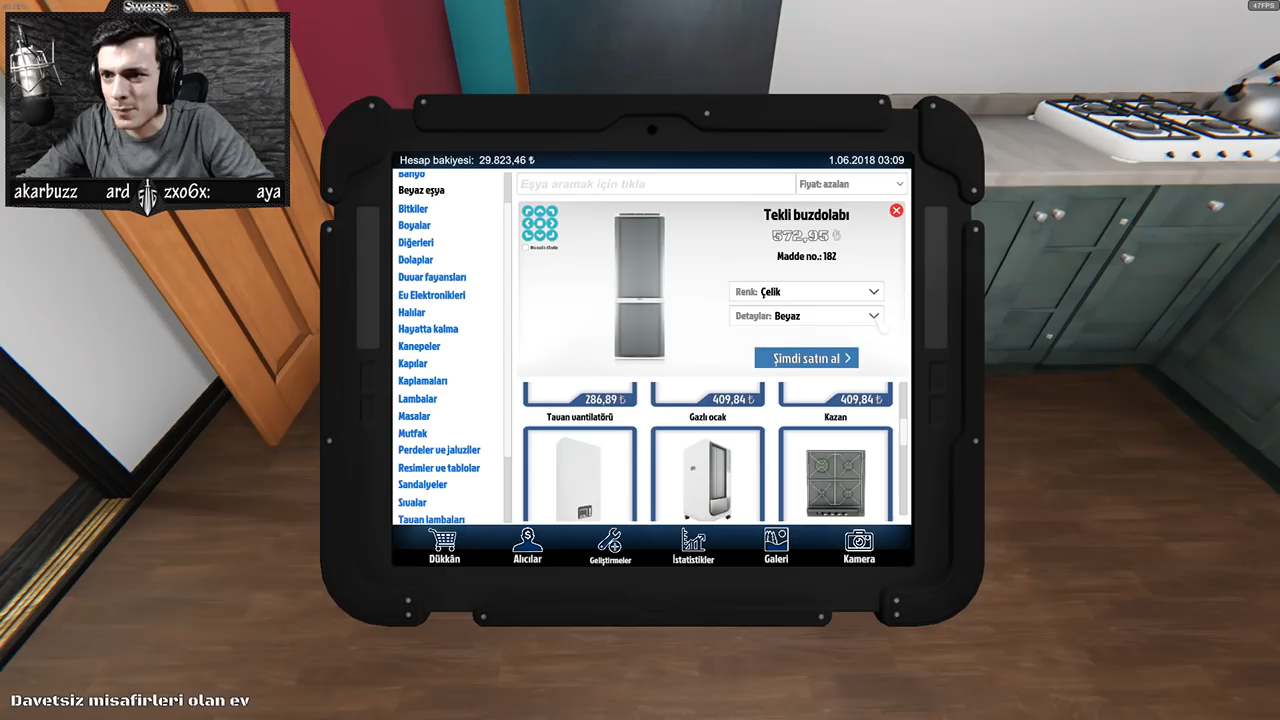 47FPS
Sword
akarbuzz ard zxo6x: aya
Hesap bakiyesi: 29.823,46 ₺ 1.06.2018 03:09
Banyo
Beyaz eşya
Bitkiler
Boyalar
Diğerleri
Dolaplar
Duvar fayansları
Ev Elektronikleri
Halılar
Hayatta kalma
Kanepeler
Kapılar
Kaplamaları
Lambalar
Masalar
Mutfak
Perdeler ve jaluziler
Resimler ve tablolar
Sandalyeler
Sıvalar
Tavan lambaları
Eşya aramak için tıkla Fiyat: azalan
Tekli buzdolabı
572,95 ₺
Madde no.: 182
Renk: Çelik
Detaylar: Beyaz
Şimdi satın al
286,89 ₺ 409,84 ₺ 409,84 ₺
Tavan vantilatörü Gazlı ocak Kazan
Dükkân Alıcılar Geliştirmeler İstatistikler Galeri Kamera
Davetsiz misafirleri olan ev